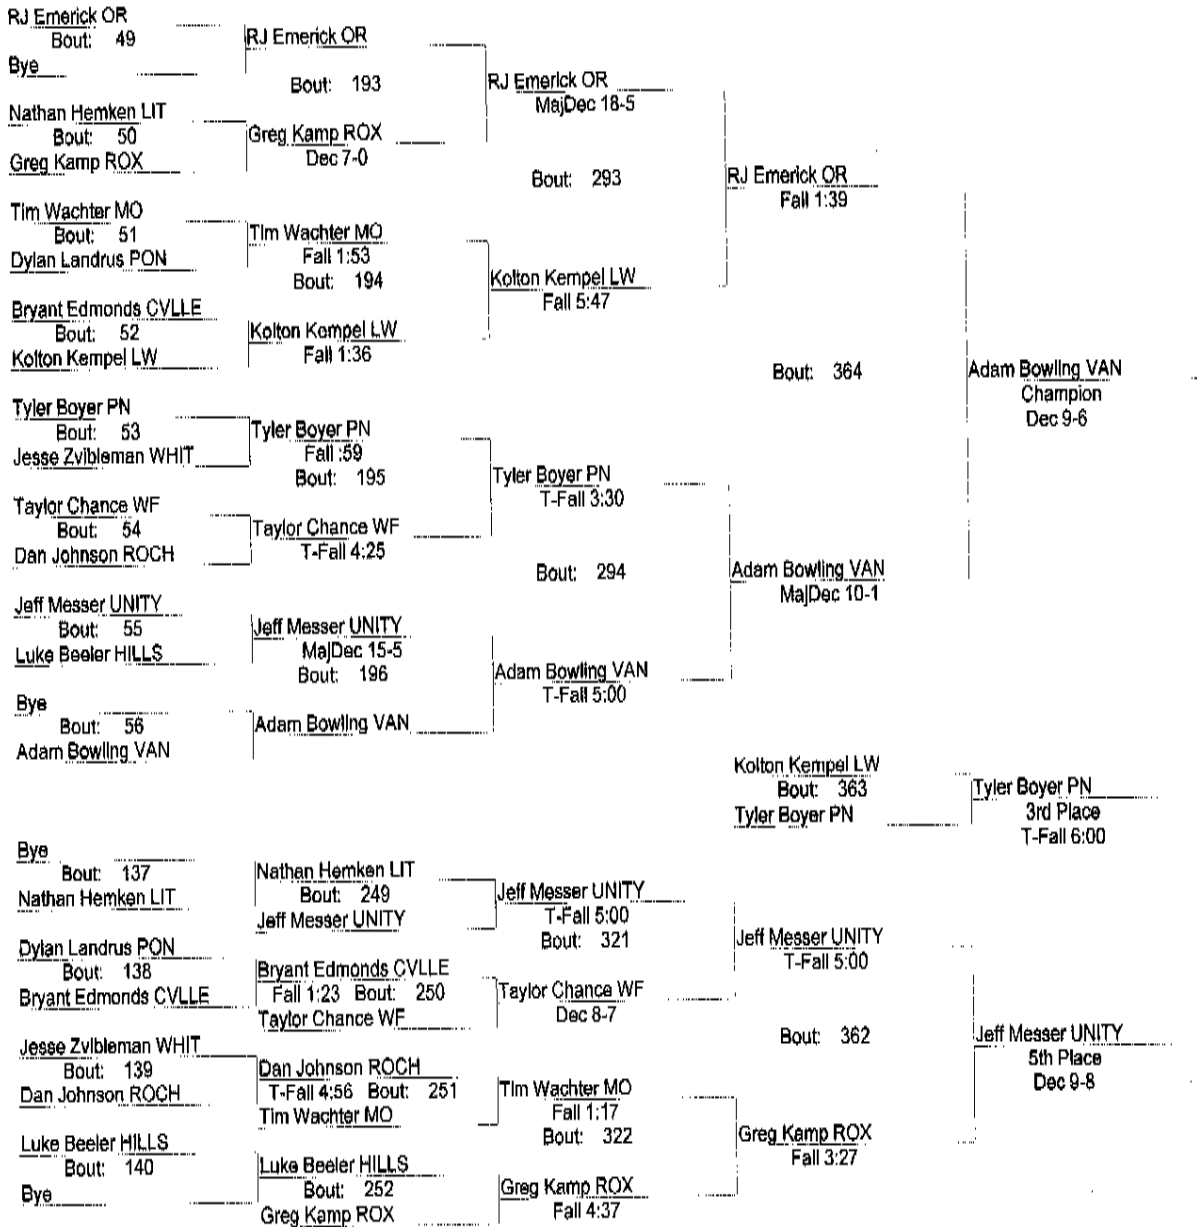 RJ Emerick OR
Bout: 49
Bye
RJ Emerick OR
Bout: 193
Nathan Hemken LIT
Bout: 50
Greg Kamp ROX
Greg Kamp ROX
Dec 7-0
RJ Emerick OR
MajDec 18-5
Bout: 293
Tim Wachter MO
Bout: 51
Dylan Landrus PON
Tim Wachter MO
Fall 1:53
Bout: 194
Bryant Edmonds CVLLE
Bout: 52
Kolton Kempel LW
Kolton Kempel LW
Fall 1:36
Kolton Kempel LW
Fall 5:47
RJ Emerick OR
Fall 1:39
Bout: 364
Tyler Boyer PN
Bout: 53
Jesse Zvibleman WHIT
Tyler Boyer PN
Fall :59
Bout: 195
Taylor Chance WF
Bout: 54
Dan Johnson ROCH
Taylor Chance WF
T-Fall 4:25
Tyler Boyer PN
T-Fall 3:30
Bout: 294
Jeff Messer UNITY
Bout: 55
Luke Beeler HILLS
Jeff Messer UNITY
MajDec 15-5
Bout: 196
Bye
Bout: 56
Adam Bowling VAN
Adam Bowling VAN
Adam Bowling VAN
T-Fall 5:00
Adam Bowling VAN
MajDec 10-1
Adam Bowling VAN
Champion
Dec 9-6
Kolton Kempel LW
Bout: 363
Tyler Boyer PN
Tyler Boyer PN
3rd Place
T-Fall 6:00
Bye
Bout: 137
Nathan Hemken LIT
Nathan Hemken LIT
Bout: 249
Jeff Messer UNITY
Jeff Messer UNITY
T-Fall 5:00
Bout: 321
Dylan Landrus PON
Bout: 138
Bryant Edmonds CVLLE
Bryant Edmonds CVLLE
Fall 1:23 Bout: 250
Taylor Chance WF
Taylor Chance WF
Dec 8-7
Jeff Messer UNITY
T-Fall 5:00
Bout: 362
Jesse Zvibleman WHIT
Bout: 139
Dan Johnson ROCH
Dan Johnson ROCH
T-Fall 4:56 Bout: 251
Tim Wachter MO
Tim Wachter MO
Fall 1:17
Bout: 322
Luke Beeler HILLS
Bout: 140
Bye
Luke Beeler HILLS
Bout: 252
Greg Kamp ROX
Greg Kamp ROX
Fall 4:37
Greg Kamp ROX
Fall 3:27
Jeff Messer UNITY
5th Place
Dec 9-8